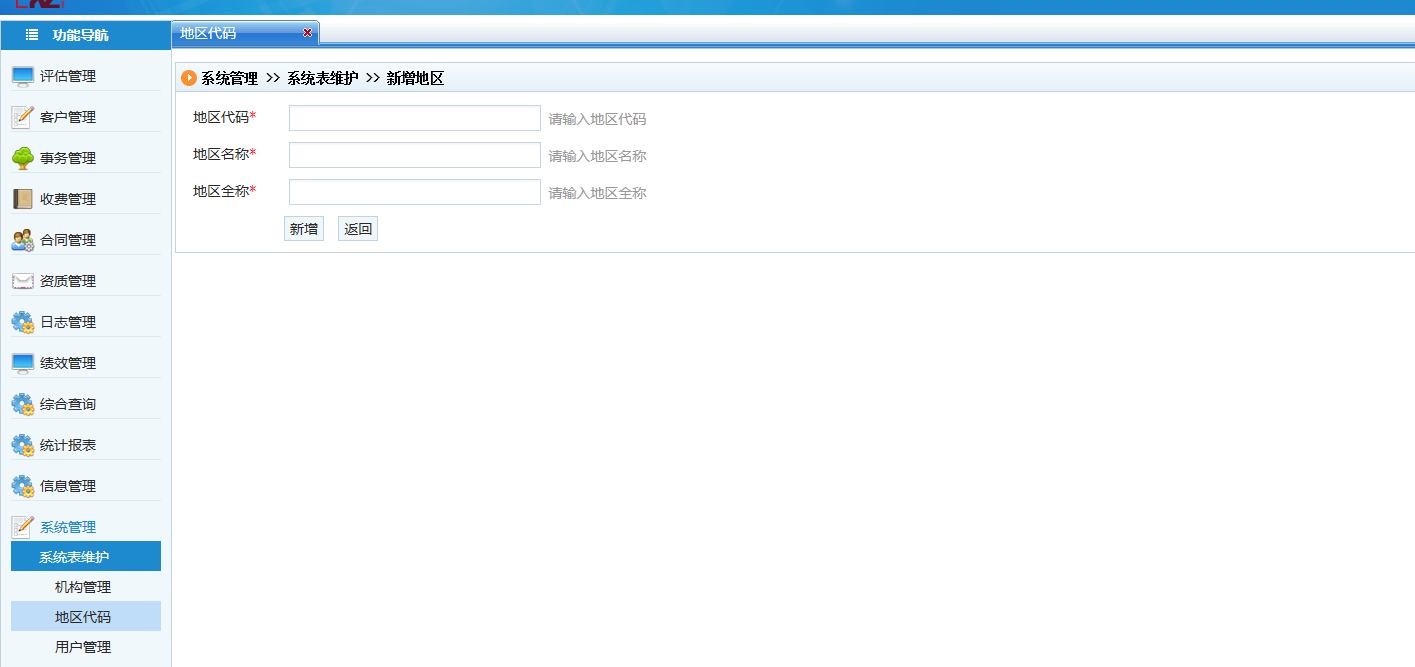 功能导航
地区代码
评估管理
客户管理
事务管理
收费管理
合同管理
资质管理
日志管理
绩效管理
综合查询
统计报表
信息管理
系统管理
系统表维护
机构管理
地区代码
用户管理
系统管理 >> 系统表维护 >> 新增地区
地区代码* 请输入地区代码
地区名称* 请输入地区名称
地区全称* 请输入地区全称
新增 返回